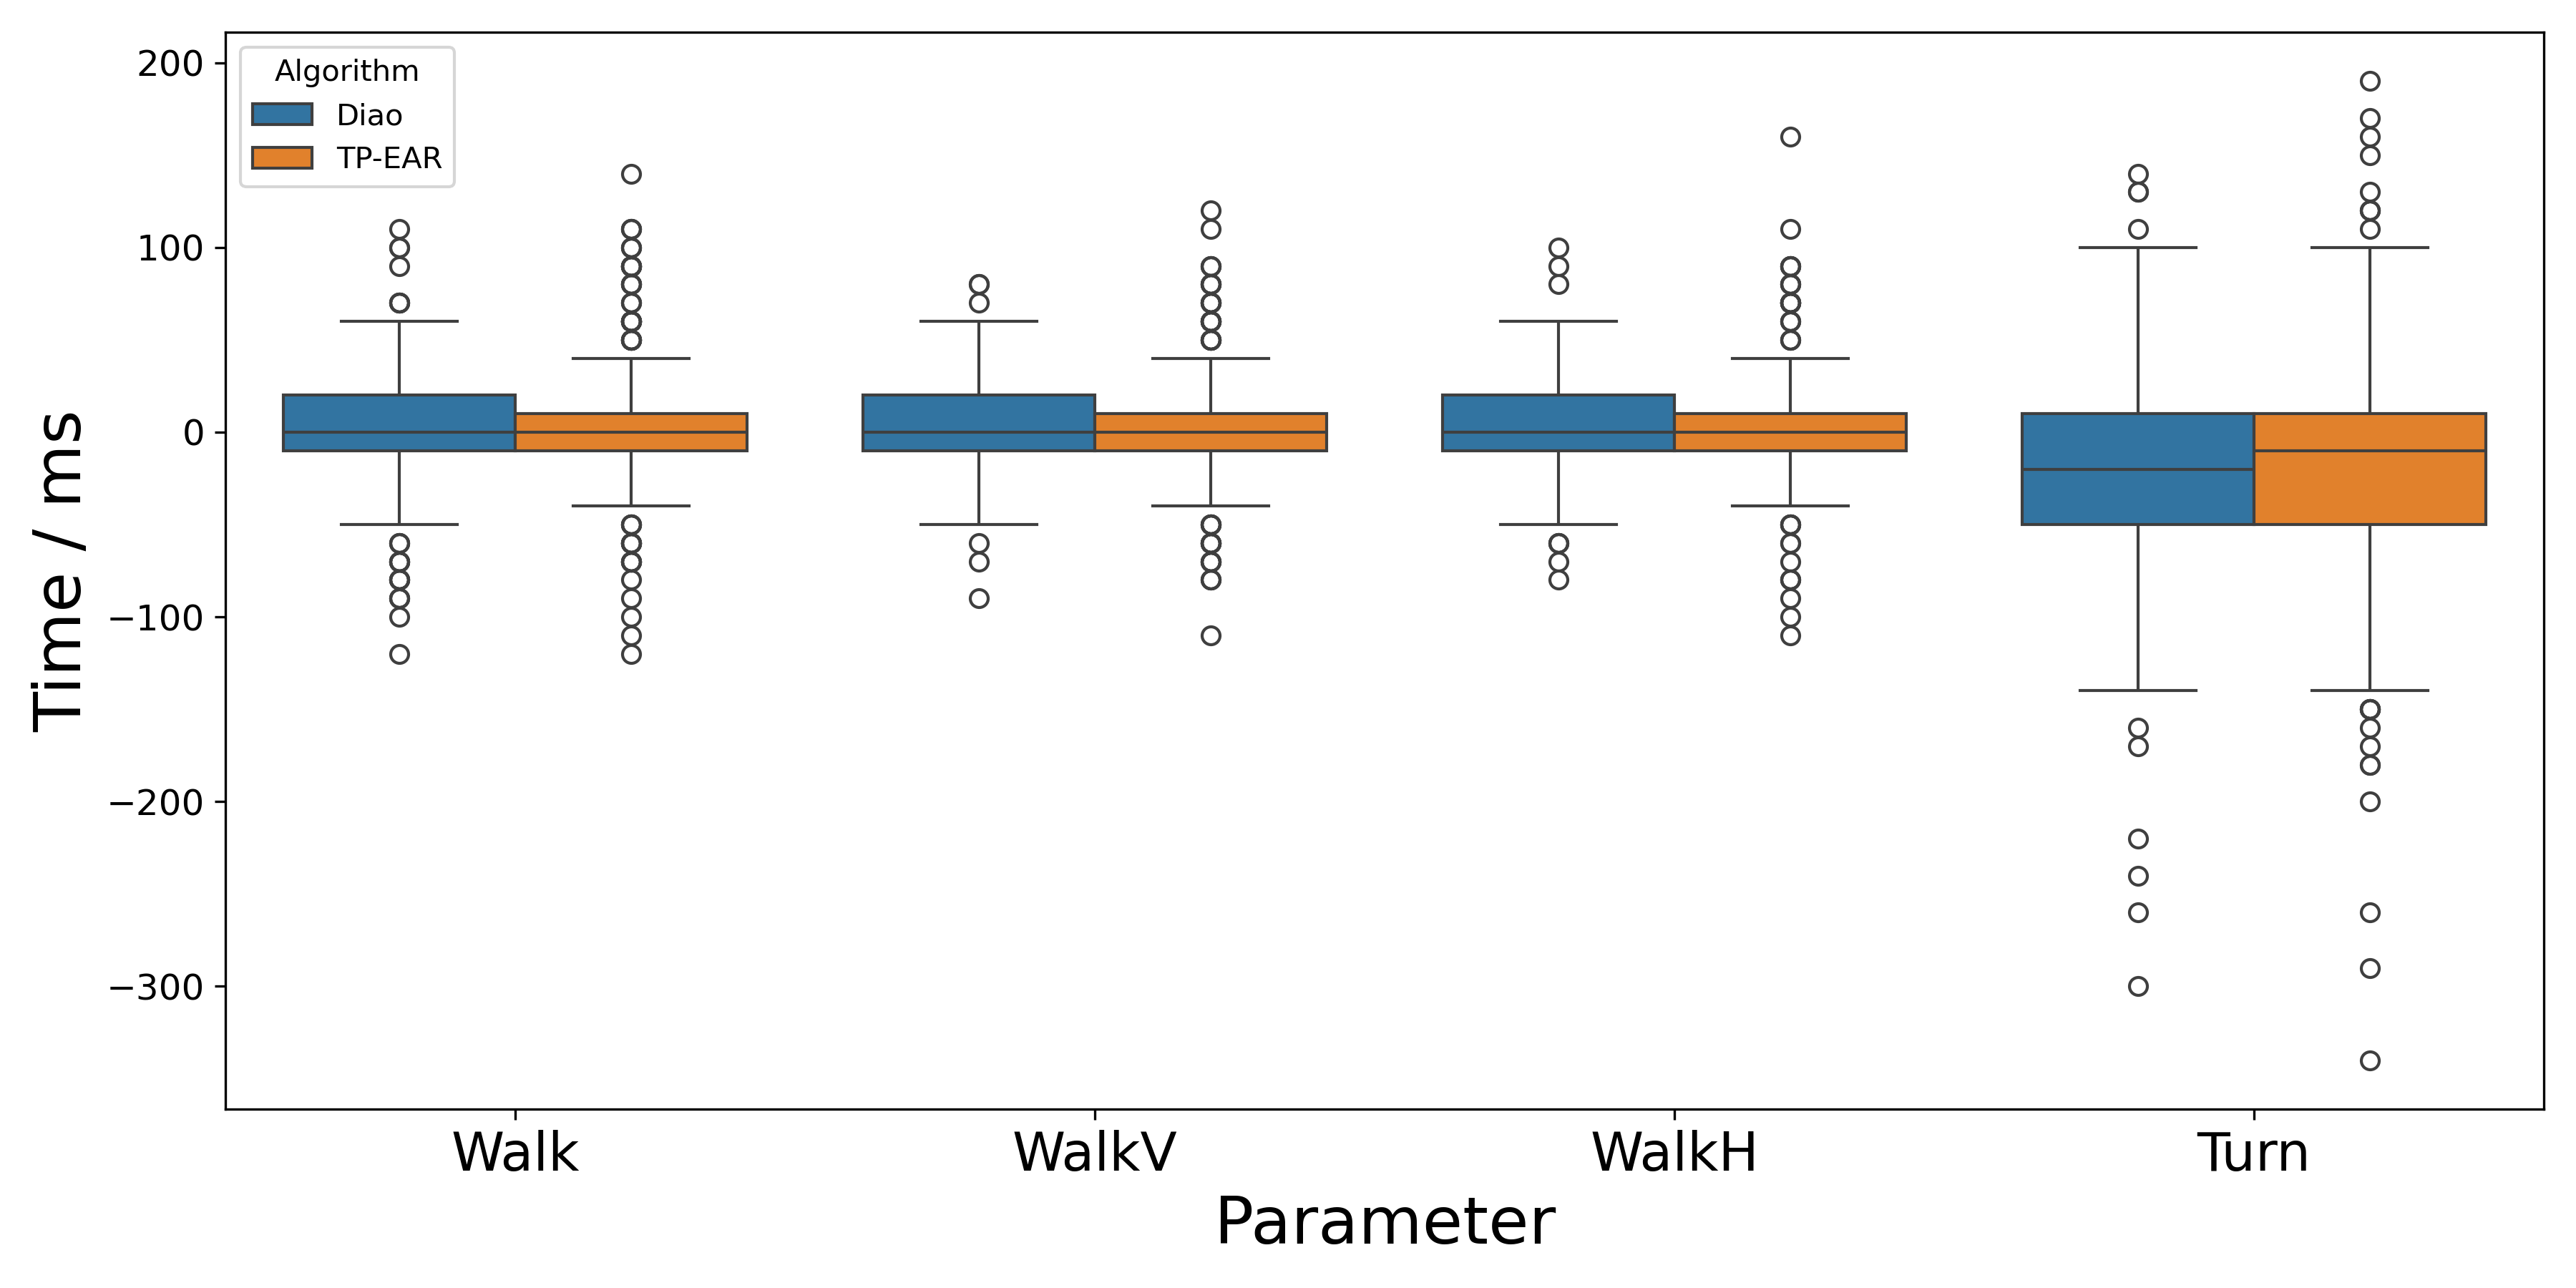 Algorithm
Diao
TP-EAR
Time / ms
200
100
0
−100
−200
−300
Walk WalkV WalkH Turn
Parameter